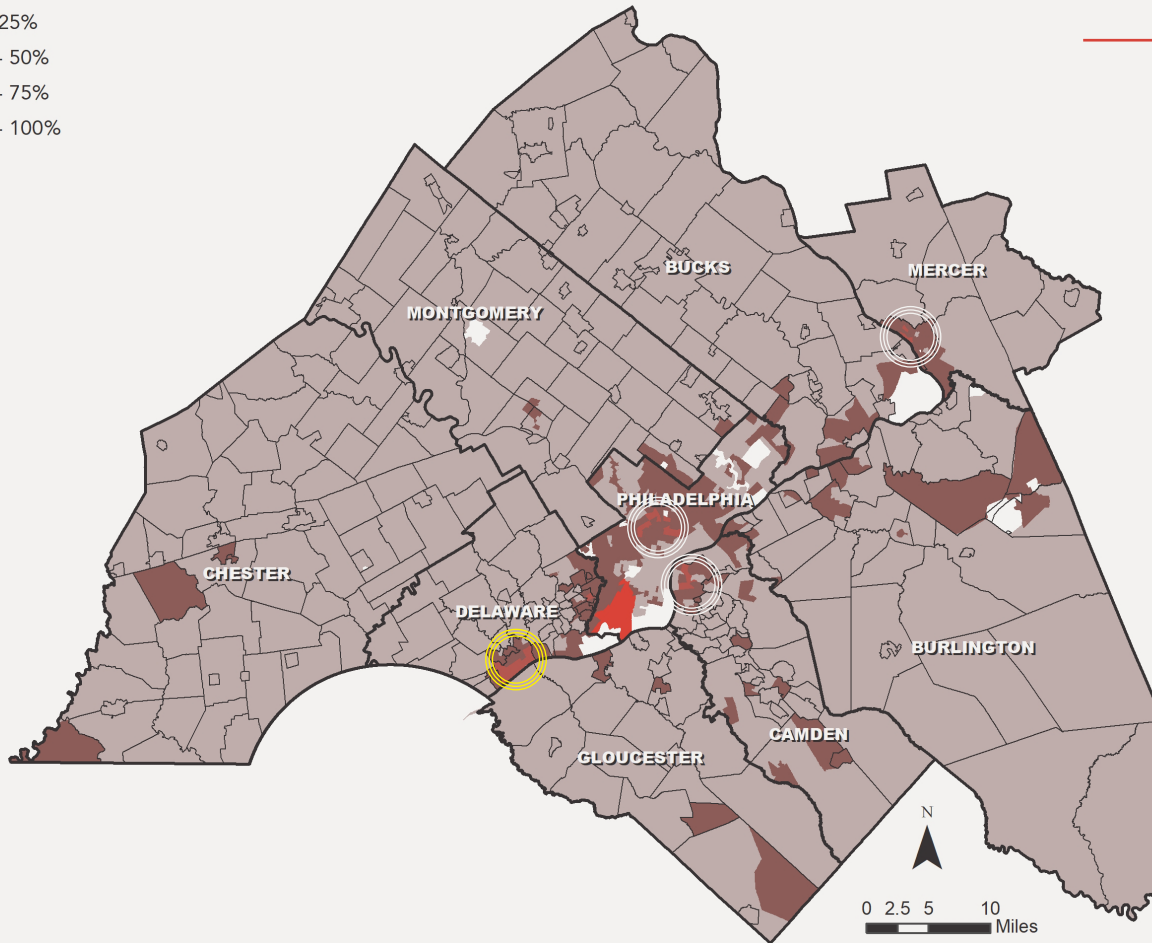 25%
- 50%
- 75%
- 100%
BUCKS
MERCER
MONTGOMERY
PHILADELPHIA
CHESTER
DELAWARE
BURLINGTON
CAMDEN
GLOUCESTER
N
0 2.5 5 10
Miles